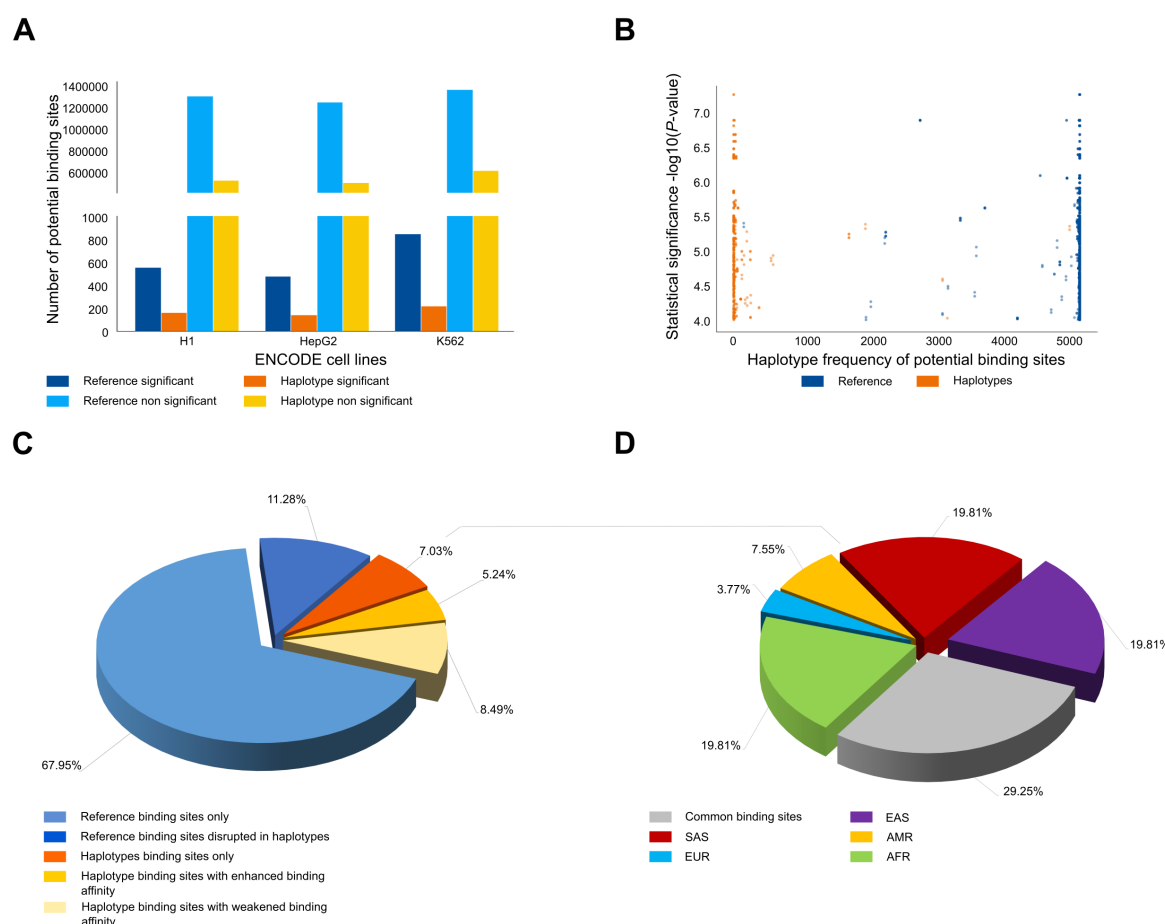 A
Number of potential binding sites
1400000
1200000
1000000
800000
600000
1000
800
600
400
200
0
H1
HepG2
K562
ENCODE cell lines
Reference significant
Haplotype significant
Reference non significant
Haplotype non significant
B
Statistical significance -log10(P-value)
7.0
6.5
6.0
5.5
5.0
4.5
4.0
0
1000
2000
3000
4000
5000
Haplotype frequency of potential binding sites
Reference
Haplotypes
C
11.28%
7.03%
5.24%
8.49%
67.95%
Reference binding sites only
Reference binding sites disrupted in haplotypes
Haplotypes binding sites only
Haplotype binding sites with enhanced binding
affinity
Haplotype binding sites with weakened binding
affinity
D
19.81%
7.55%
3.77%
19.81%
19.81%
29.25%
Common binding sites
EAS
SAS
AMR
EUR
AFR